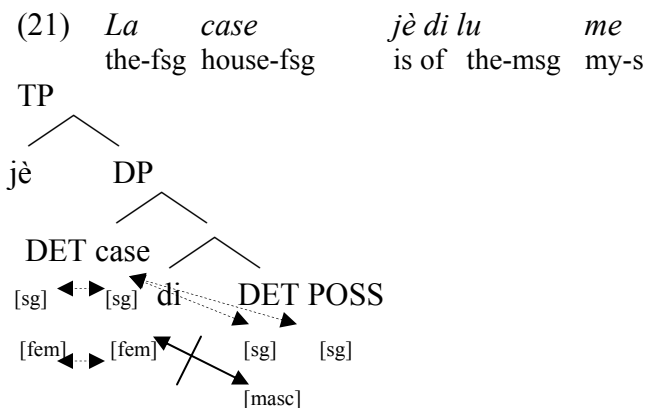 (21) La case jè di lu me
the-fsg house-fsg is of the-msg my-s
TP
jè DP
DET case
di DET POSS
[sg] [sg]
[fem] [fem] [sg] [sg]
[masc]